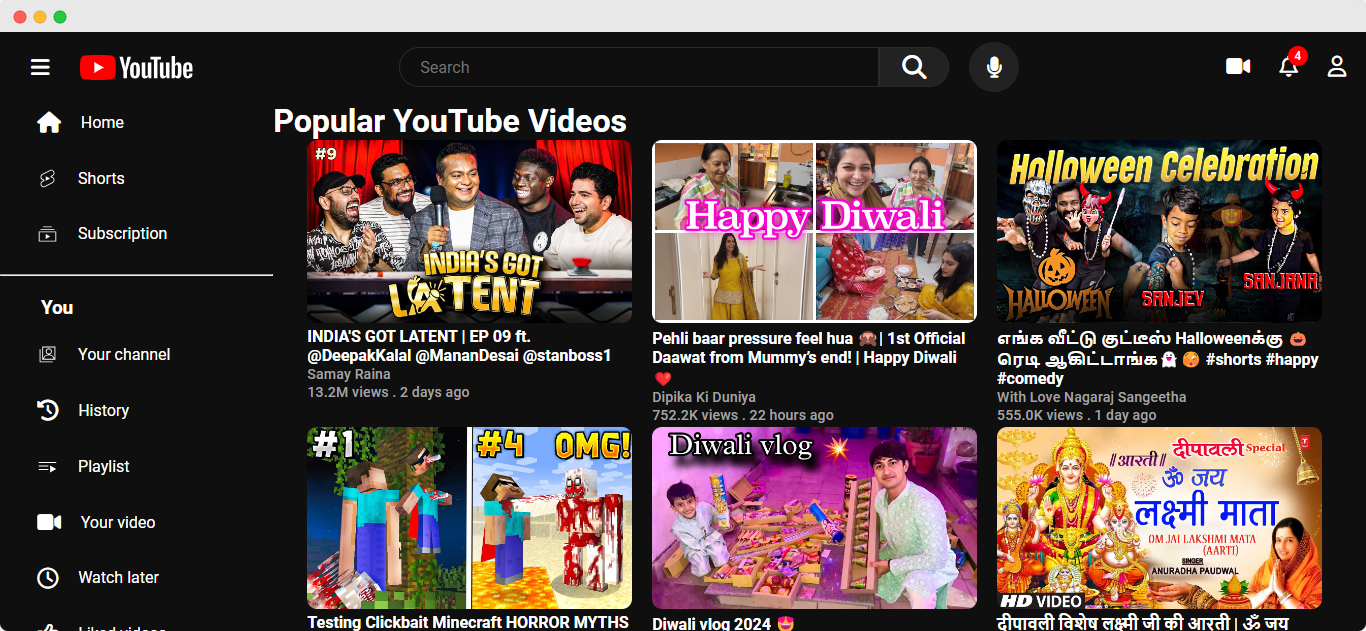 YouTube
Search
4
Home
Shorts
Subscription
You
Your channel
History
Playlist
Your video
Watch later
Liked videos
Popular YouTube Videos
#9
INDIA'S GOT
LATENT
INDIA'S GOT LATENT | EP 09 ft.
@DeepakKalal @MananDesai @stanboss1
Samay Raina
13.2M views . 2 days ago
Happy Diwali
Pehli baar pressure feel hua 🙈| 1st Official
Daawat from Mummy’s end! | Happy Diwali
❤️
Dipika Ki Duniya
752.2K views . 22 hours ago
Halloween Celebration
HALLOWEEN
SANJEV
SANJANA
எங்க வீட்டு குட்டீஸ் Halloweenக்கு 🎃
ரெடி ஆகிட்டாங்க👻 🥵 #shorts #happy
#comedy
With Love Nagaraj Sangeetha
555.0K views . 1 day ago
#1
#4 OMG!
Testing Clickbait Minecraft HORROR MYTHS
Diwali vlog 💥
Diwali vlog 2024 😍
दीपावली Special
T
॥आरती॥
ॐ जय
लक्ष्मी माता
OM JAI LAKSHMI MATA
(AARTI)
SINGER
ANURADHA PAUDWAL
HD VIDEO
दीपावली विशेष लक्ष्मी जी की आरती | ॐ जय